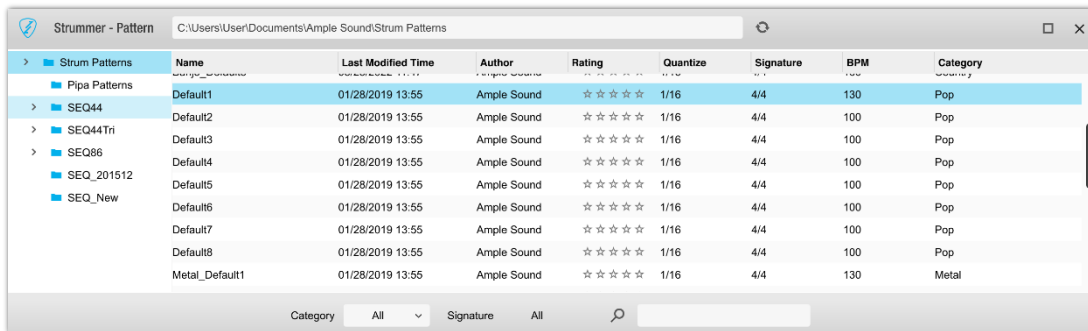 Strummer - Pattern C:\Users\User\Documents\Ample Sound\Strum Patterns
Strum Patterns
Pipa Patterns
SEQ44
SEQ44Tri
SEQ86
SEQ_201512
SEQ_New
Name Last Modified Time Author Rating Quantize Signature BPM Category
Default1 01/28/2019 13:55 Ample Sound ☆☆☆☆☆ 1/16 4/4 130 Pop
Default2 01/28/2019 13:55 Ample Sound ☆☆☆☆☆ 1/16 4/4 100 Pop
Default3 01/28/2019 13:55 Ample Sound ☆☆☆☆☆ 1/16 4/4 100 Pop
Default4 01/28/2019 13:55 Ample Sound ☆☆☆☆☆ 1/16 4/4 100 Pop
Default5 01/28/2019 13:55 Ample Sound ☆☆☆☆☆ 1/16 4/4 100 Pop
Default6 01/28/2019 13:55 Ample Sound ☆☆☆☆☆ 1/16 4/4 100 Pop
Default7 01/28/2019 13:55 Ample Sound ☆☆☆☆☆ 1/16 4/4 100 Pop
Default8 01/28/2019 13:55 Ample Sound ☆☆☆☆☆ 1/16 4/4 100 Pop
Metal_Default1 01/28/2019 13:55 Ample Sound ☆☆☆☆☆ 1/16 4/4 130 Metal
Category All Signature All